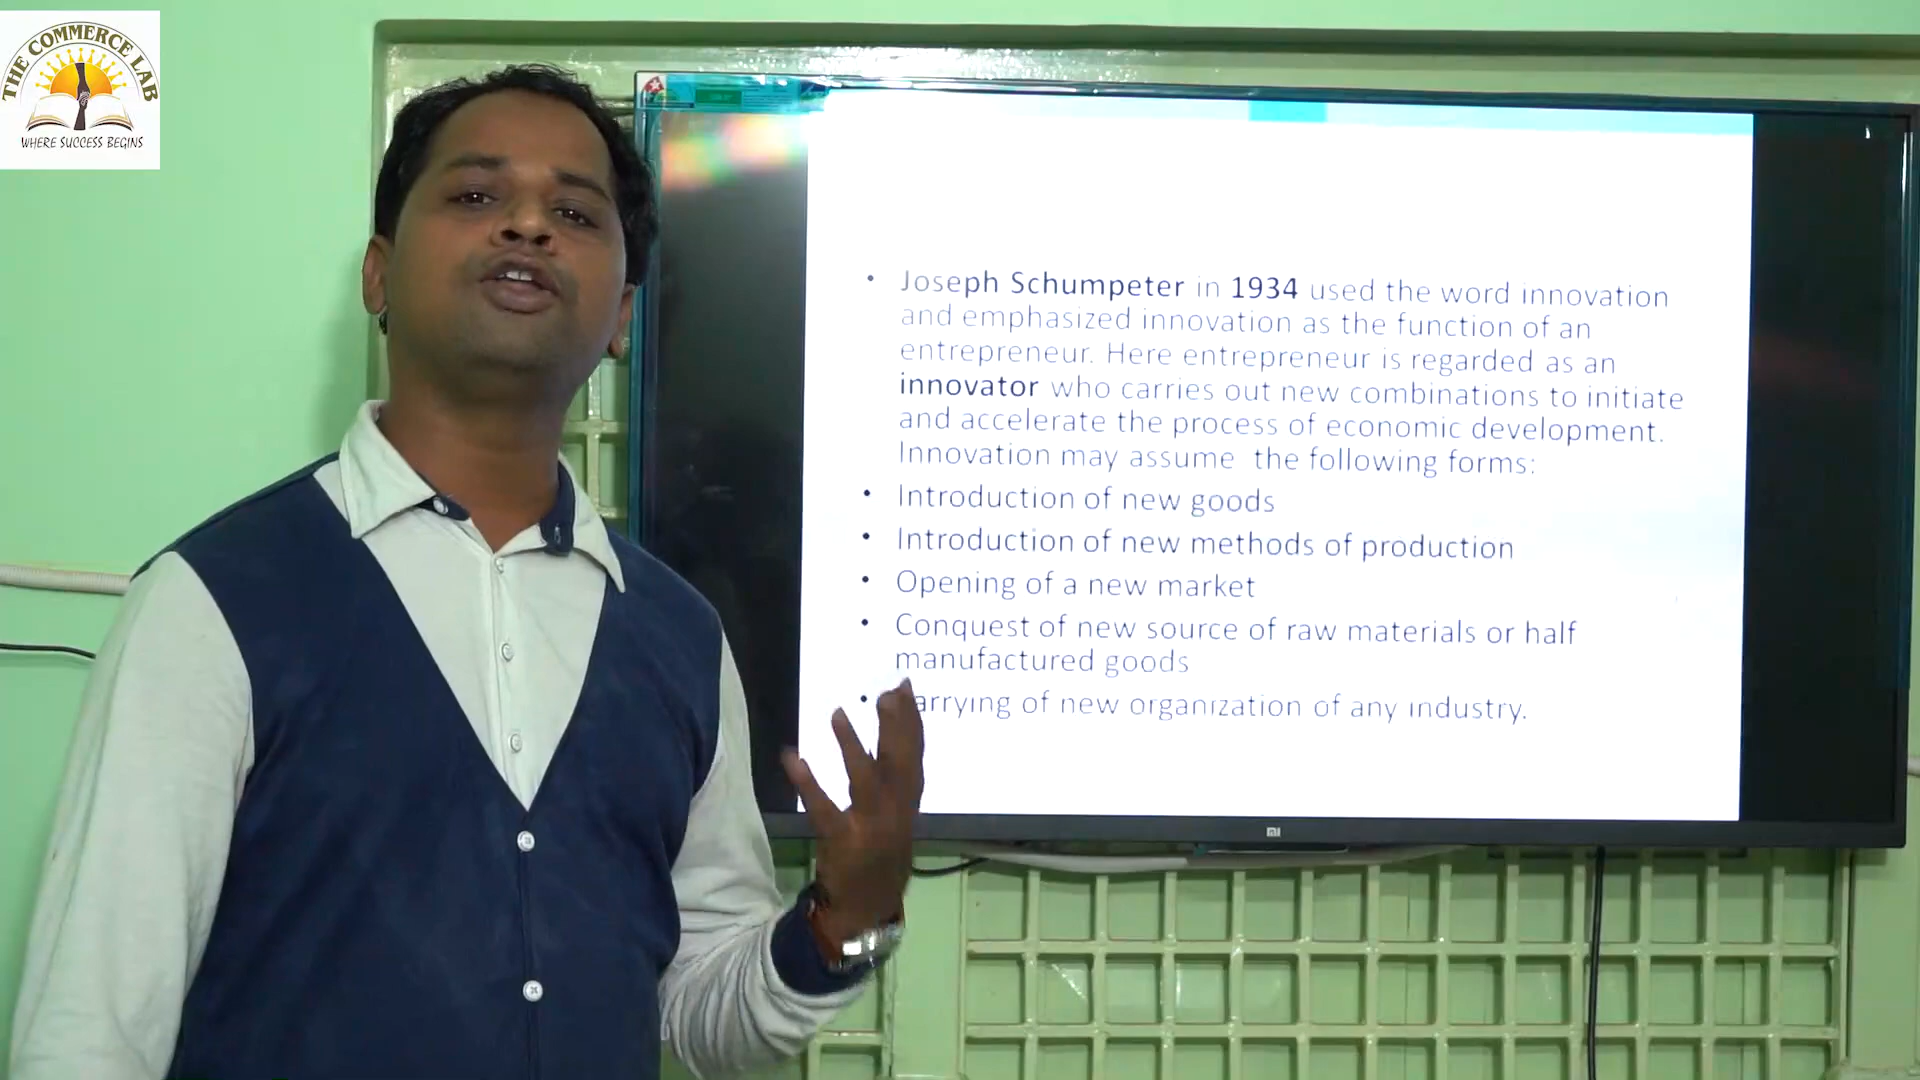 THE COMMERCE LAB
WHERE SUCCESS BEGINS
• Joseph Schumpeter in 1934 used the word innovation
and emphasized innovation as the function of an
entrepreneur. Here entrepreneur is regarded as an
innovator who carries out new combinations to initiate
and accelerate the process of economic development.
Innovation may assume the following forms:
• Introduction of new goods
• Introduction of new methods of production
• Opening of a new market
• Conquest of new source of raw materials or half
manufactured goods
• arrying of new organization of any industry.
mi